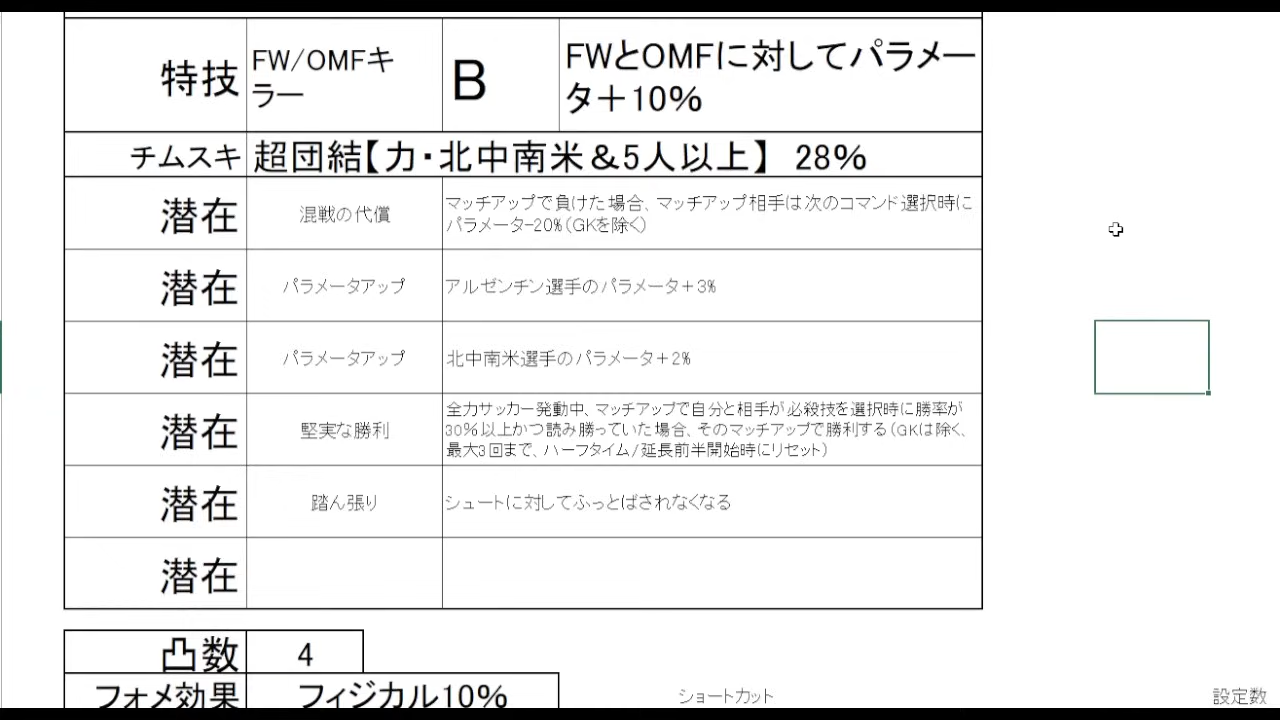 特技
FW/OMFキ
ラー
B
FWとOMFに対してパラメー
タ＋10％
チムスキ
超団結【力・北中南米＆5人以上】 28％
潜在
混戦の代償
マッチアップで負けた場合、マッチアップ相手は次のコマンド選択時に
パラメータ-20%（GKを除く）
潜在
パラメータアップ
アルゼンチン選手のパラメータ＋3%
潜在
パラメータアップ
北中南米選手のパラメータ＋2%
潜在
堅実な勝利
全力サッカー発動中、マッチアップで自分と相手が必殺技を選択時に勝率が
30％以上かつ読み勝っていた場合、そのマッチアップで勝利する（GKは除く、
最大3回まで、ハーフタイム/延長前半開始時にリセット）
潜在
踏ん張り
シュートに対してふっとばされなくなる
潜在
凸数
4
フォメ効果
フィジカル10％
ショートカット
設定数